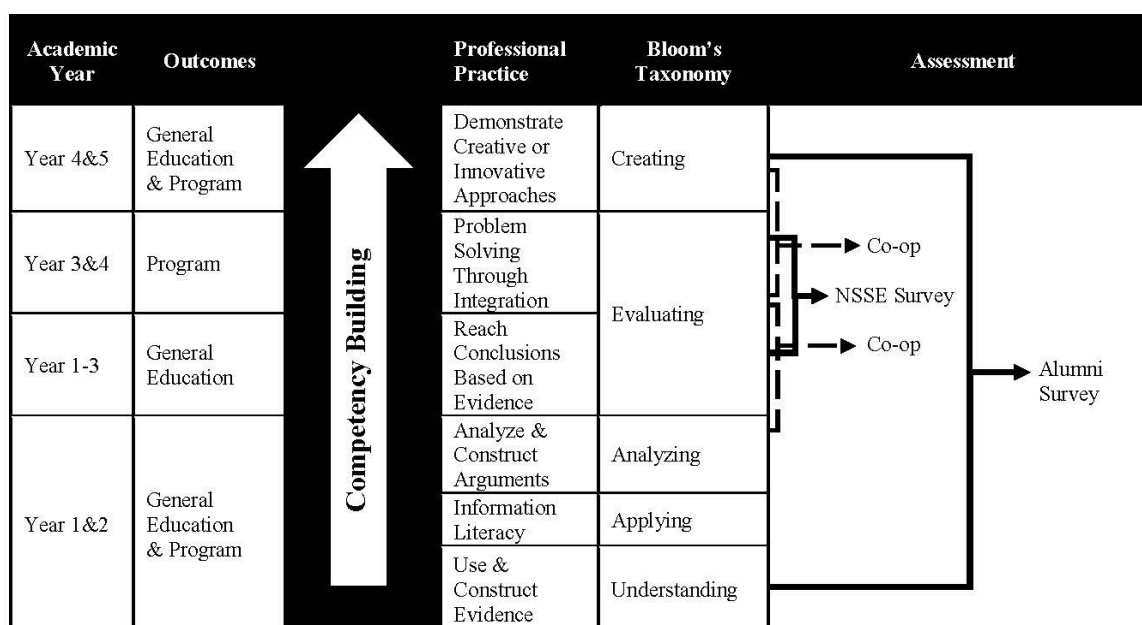 Academic
Year
Outcomes
Professional
Practice
Bloom's
Taxonomy
Assessment
Year 4&5
General
Education
& Program
Demonstrate
Creative or
Innovative
Approaches
Creating
Year 3&4
Program
Problem
Solving
Through
Integration
Evaluating
Year 1-3
General
Education
Reach
Conclusions
Based on
Evidence
Year 1&2
General
Education
& Program
Analyze &
Construct
Arguments
Analyzing
Information
Literacy
Applying
Use &
Construct
Evidence
Understanding
Competency Building
Co-op
NSSE Survey
Co-op
Alumni
Survey